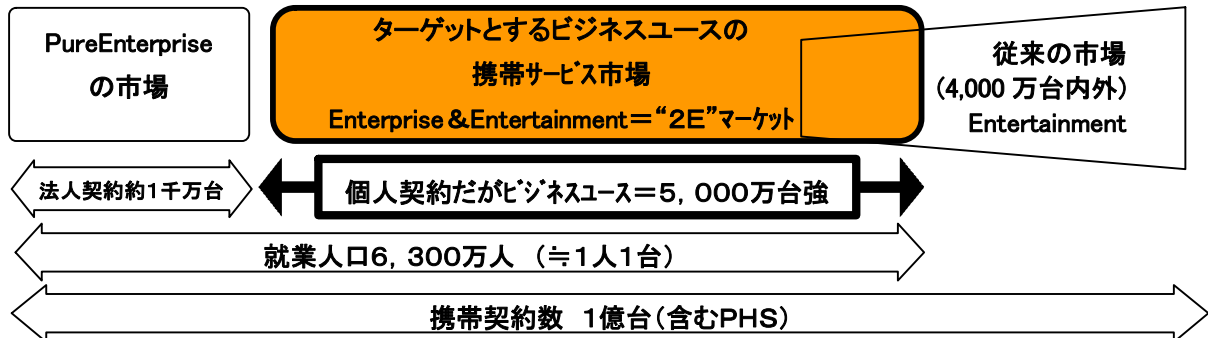 PureEnterprise
の市場
ターゲットとするビジネスユースの
携帯サービス市場
Enterprise＆Entertainment＝“２Ｅ”マーケット
従来の市場
（4,000 万台内外）
Entertainment
法人契約約１千万台
個人契約だがビｼﾞネスユース＝５，０００万台強
就業人口６，３００万人 （≒１人１台）
携帯契約数 １億台（含むＰＨＳ）